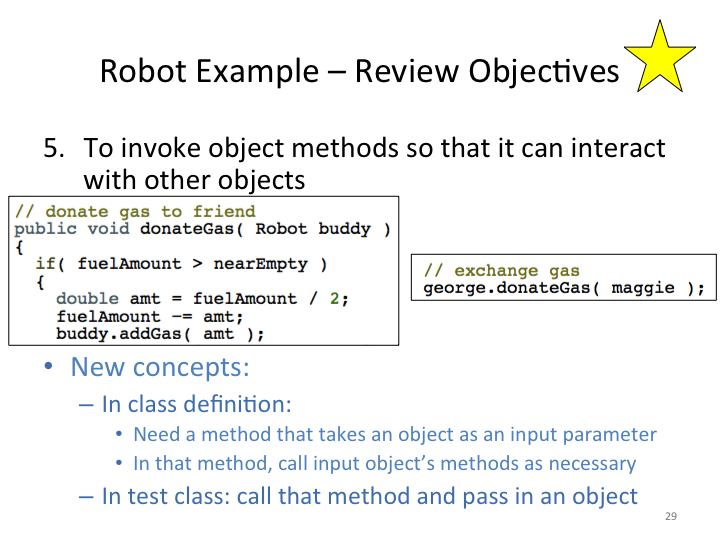 Robot Example – Review Objectives
5. To invoke object methods so that it can interact
with other objects
// donate gas to friend
public void donateGas( Robot buddy )
{
if( fuelAmount > nearEmpty )
{
double amt = fuelAmount / 2;
fuelAmount -= amt;
buddy.addGas( amt );
// exchange gas
george.donateGas( maggie );
• New concepts:
– In class definition:
• Need a method that takes an object as an input parameter
• In that method, call input object’s methods as necessary
– In test class: call that method and pass in an object
29